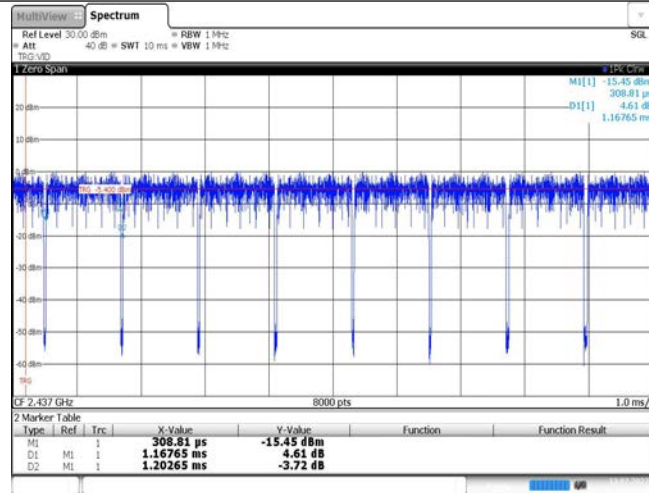 MultiView Spectrum
Ref Level 30.00 dBm RBW 1 MHz SGL
Att 40 dB SWT 10 ms VBW 1 MHz
TRG:VID
1 Zero Span 1Pk Clrw
M1[1] -15.45 dBm
308.81 µs
D1[1] 4.61 dB
1.16765 ms
20 dBm
10 dBm
0 dBm
TRG -5.400 dBm
D2
-20 dBm
-30 dBm
-40 dBm
-50 dBm
-60 dBm
TRG
CF 2.437 GHz 8000 pts 1.0 ms/
2 Marker Table
Type Ref Trc X-Value Y-Value Function Function Result
M1 1 308.81 µs -15.45 dBm
D1 M1 1 1.16765 ms 4.61 dB
D2 M1 1 1.20265 ms -3.72 dB